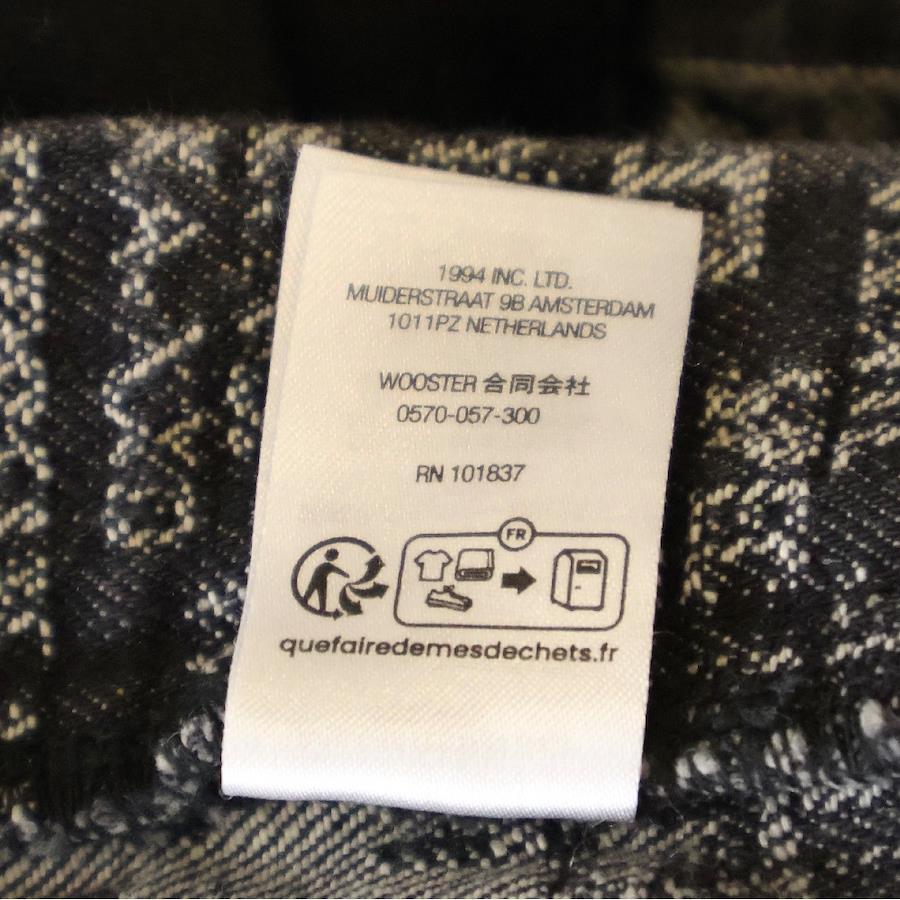 1994 INC. LTD.
MUIDERSTRAAT 9B AMSTERDAM
1011PZ NETHERLANDS
WOOSTER 合同会社
0570-057-300
RN 101837
FR
quefairedemesdechets.fr